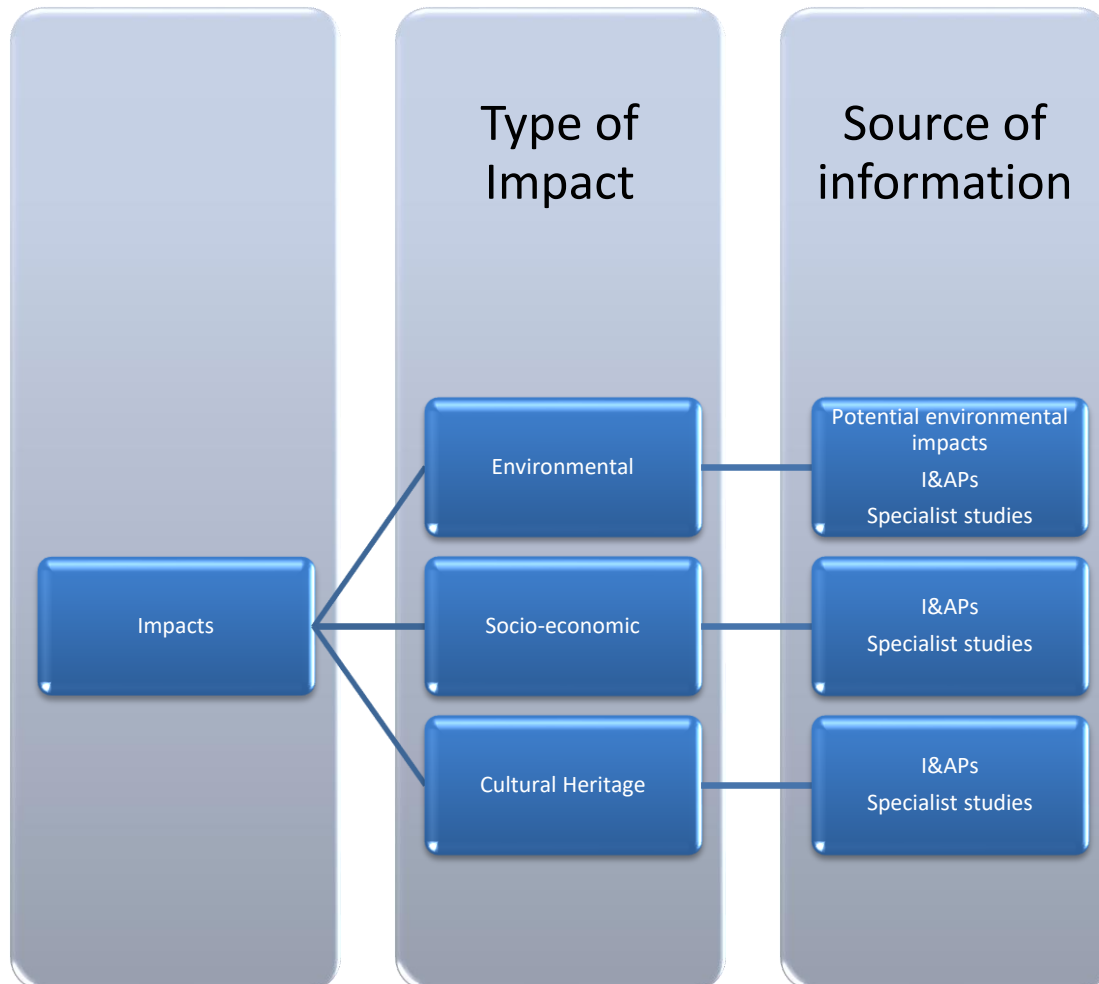 Type of
Impact
Source of
information
Impacts
Environmental
Potential environmental
impacts
I&APs
Specialist studies
Socio-economic
I&APs
Specialist studies
Cultural Heritage
I&APs
Specialist studies